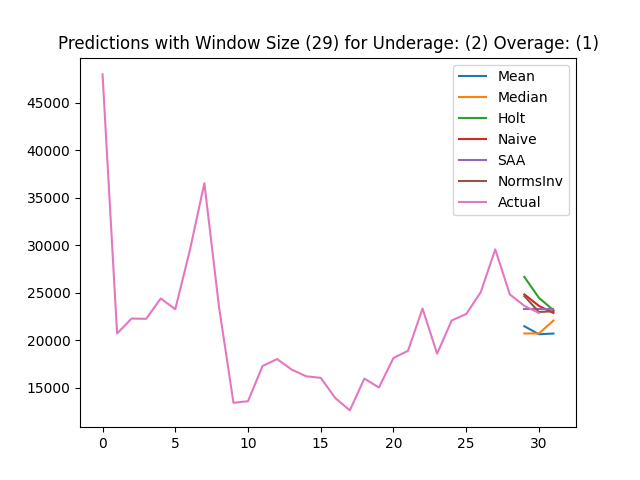 Predictions with Window Size (29) for Underage: (2) Overage: (1)
Mean
Median
Holt
Naive
SAA
NormsInv
Actual
45000
40000
35000
30000
25000
20000
15000
0 5 10 15 20 25 30